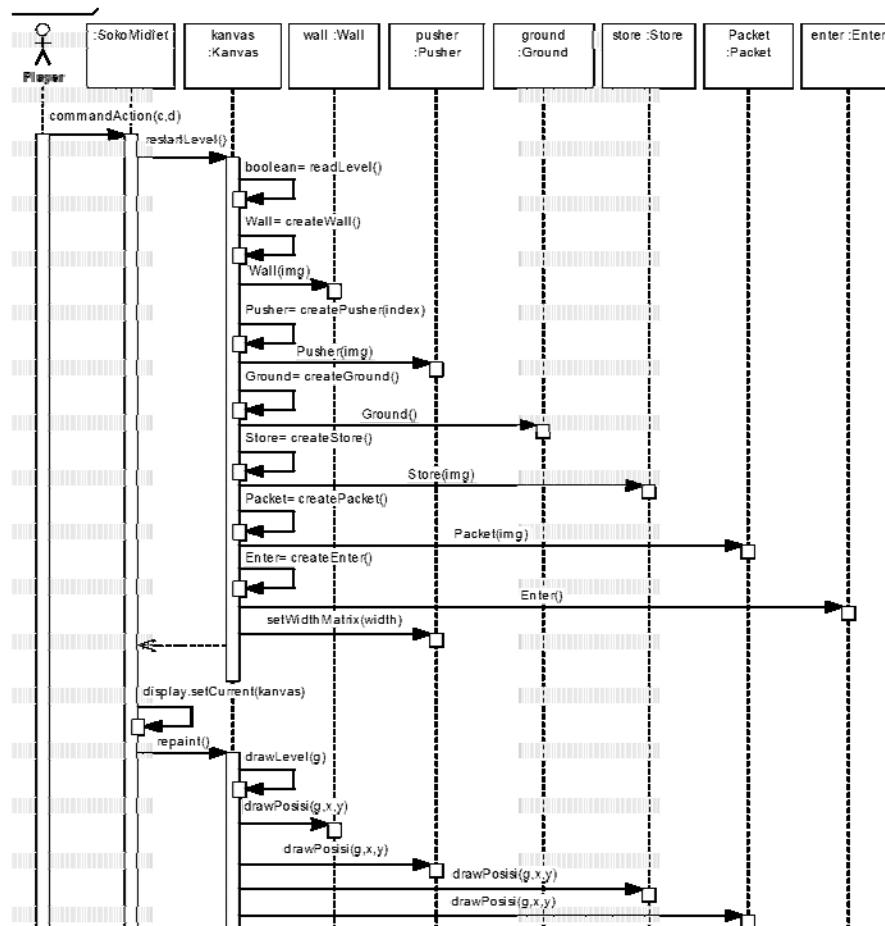 :SokoMidlet
kanvas
:Kanvas
wall :Wall
pusher
:Pusher
ground
:Ground
store :Store
Packet
:Packet
enter :Enter
Player
commandAction(c,d)
restartLevel()
boolean= readLevel()
Wall= createWall()
Wall(img)
Pusher= createPusher(index)
Pusher(img)
Ground= createGround()
Ground()
Store= createStore()
Store(img)
Packet= createPacket()
Packet(img)
Enter= createEnter()
Enter()
setWidthMatrix(width)
display.setCurrent(kanvas)
repaint()
drawLevel(g)
drawPosisi(g,x,y)
drawPosisi(g,x,y)
drawPosisi(g,x,y)
drawPosisi(g,x,y)